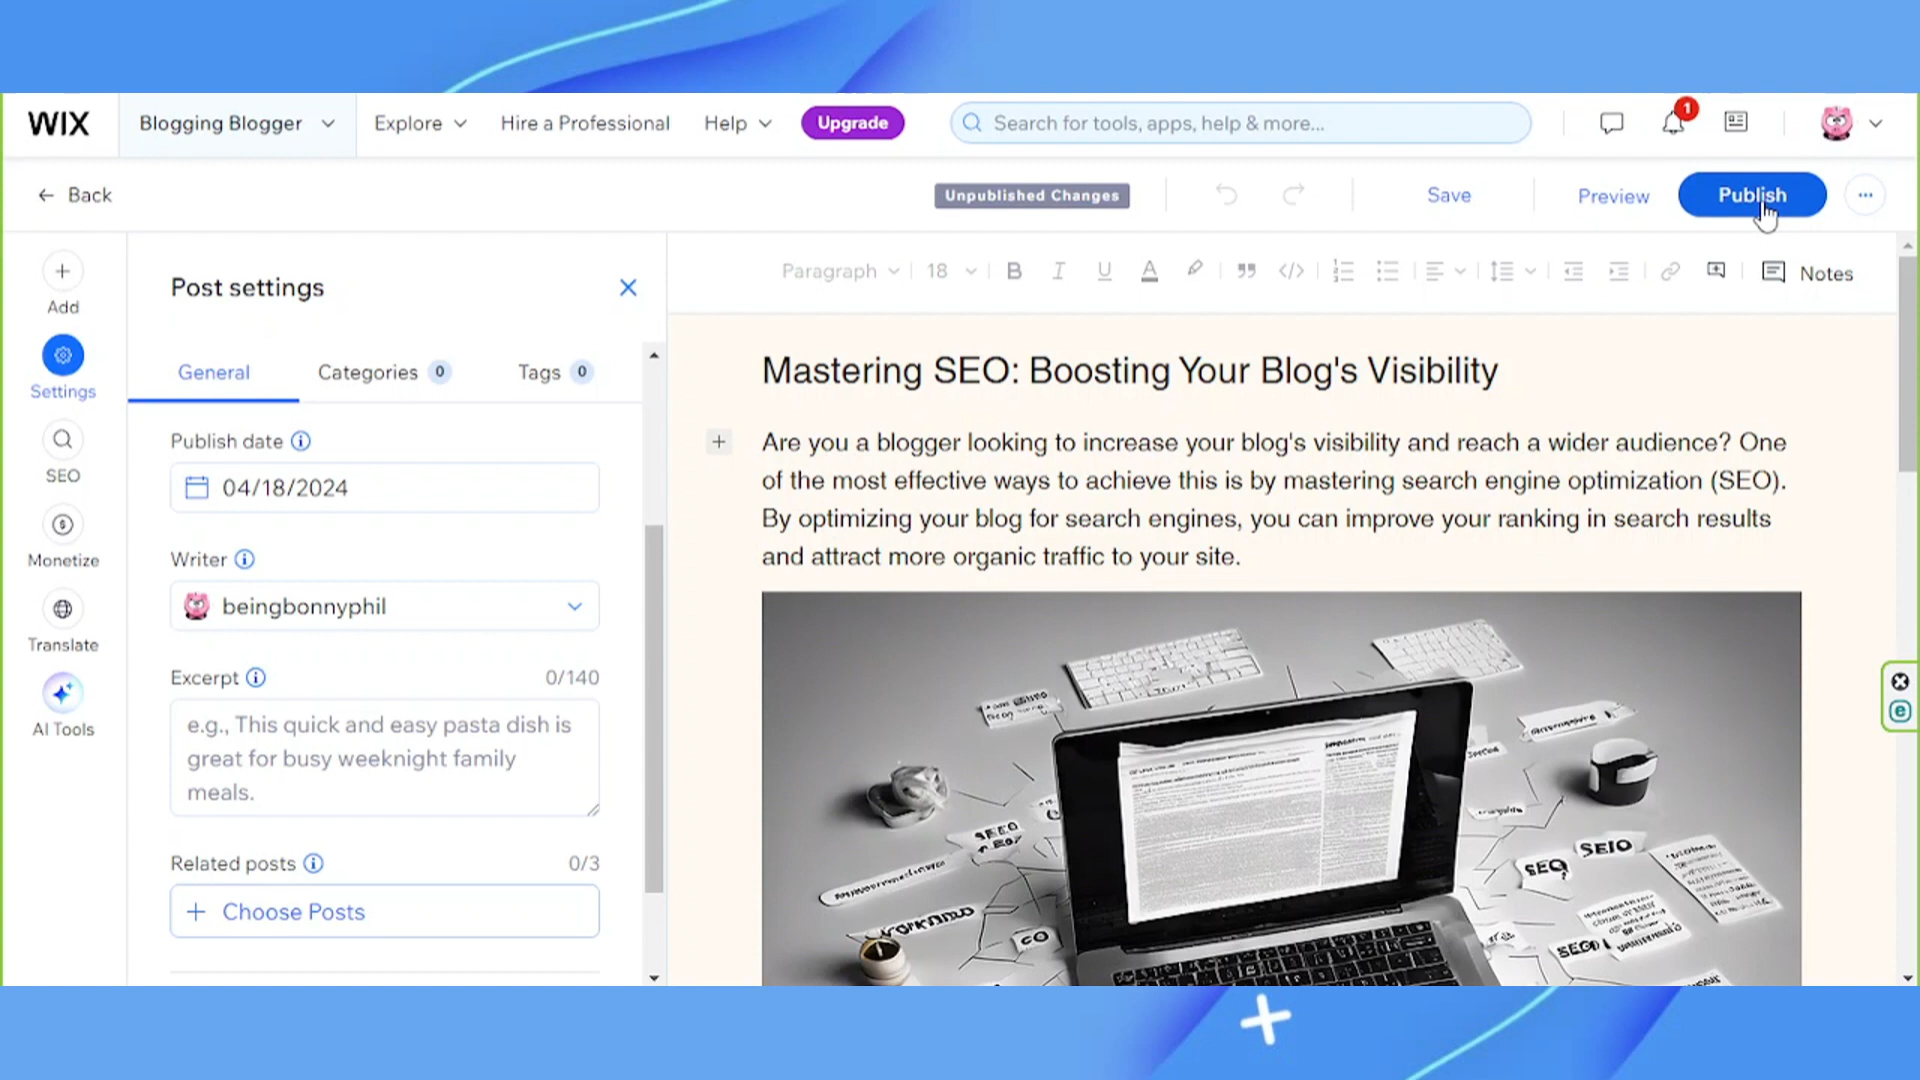 WIX
Blogging Blogger
Explore
Hire a Professional
Help
Upgrade
Search for tools, apps, help & more...
1
Back
Unpublished Changes
Save
Preview
Publish
Add
Settings
SEO
Monetize
Translate
AI Tools
Post settings
General
Categories 0
Tags 0
Publish date
04/18/2024
Writer
beingbonnyphil
Excerpt
0/140
e.g., This quick and easy pasta dish is
great for busy weeknight family
meals.
Related posts
0/3
+ Choose Posts
Paragraph
18
B I U A
Notes
Mastering SEO: Boosting Your Blog's Visibility
Are you a blogger looking to increase your blog's visibility and reach a wider audience? One
of the most effective ways to achieve this is by mastering search engine optimization (SEO).
By optimizing your blog for search engines, you can improve your ranking in search results
and attract more organic traffic to your site.
SEO
SEIO
CO
SEO